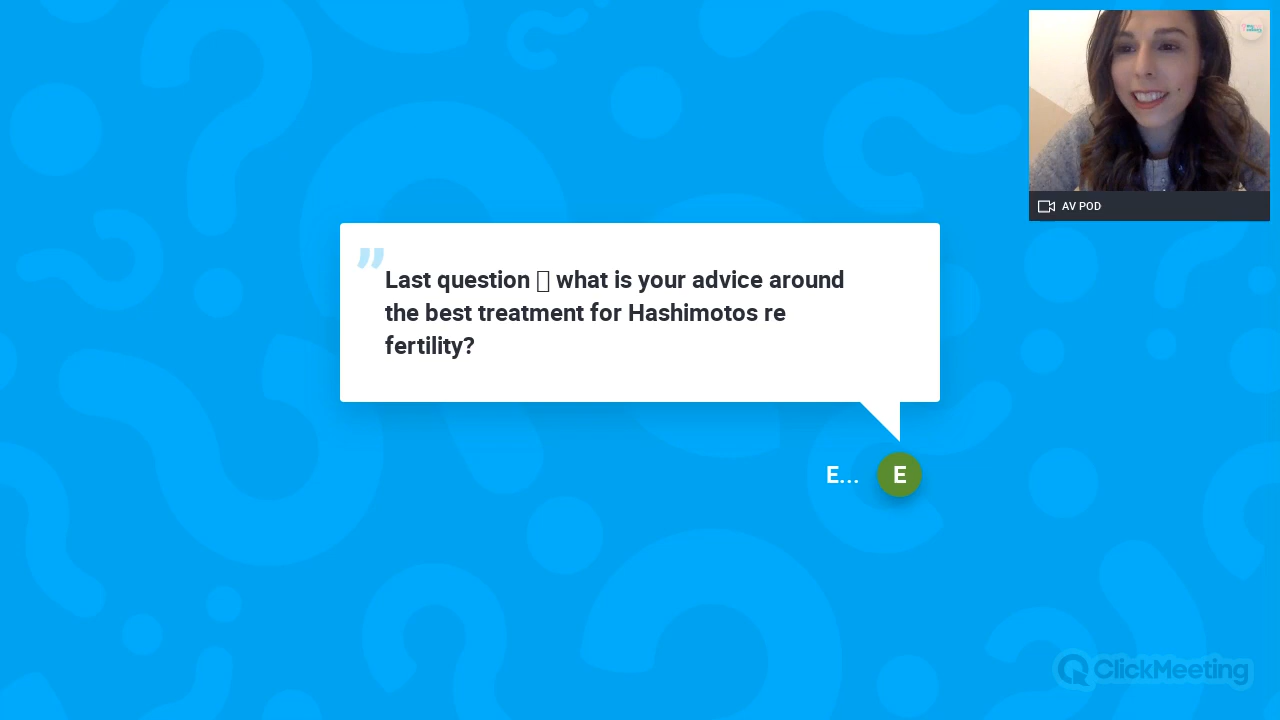 AV POD
Last question what is your advice around
the best treatment for Hashimotos re
fertility?
E... E
ClickMeeting